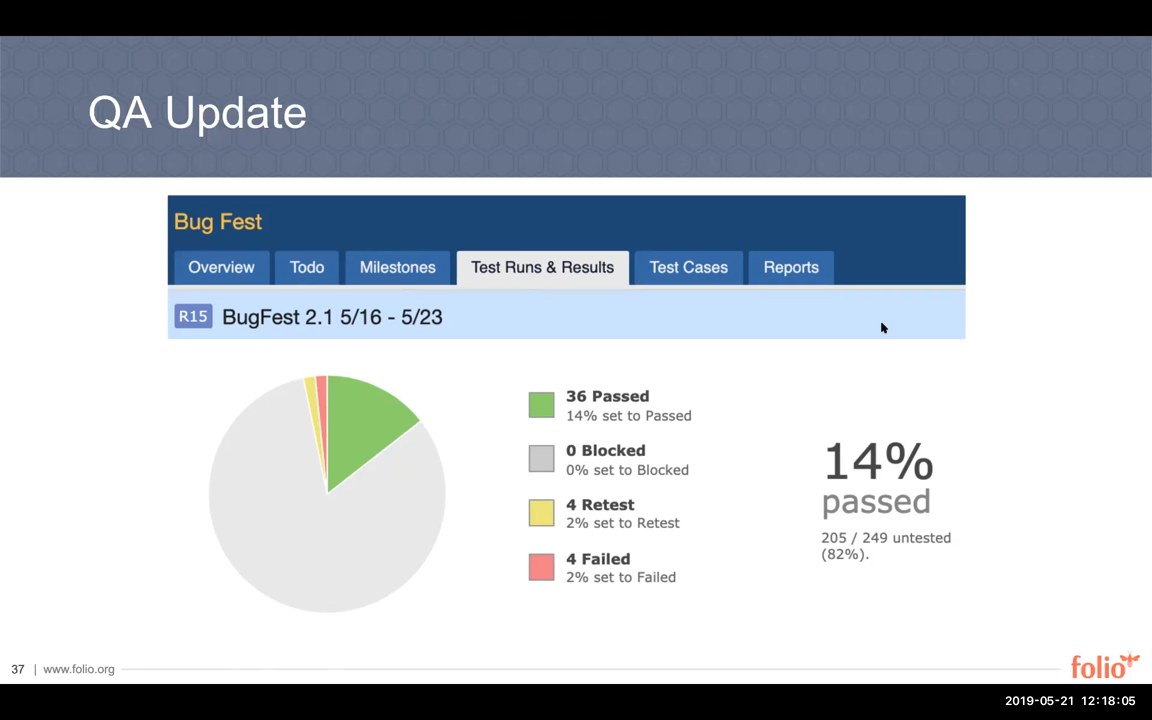 QA Update
Bug Fest
Overview Todo Milestones Test Runs & Results Test Cases Reports
R15 BugFest 2.1 5/16 - 5/23
36 Passed
14% set to Passed
0 Blocked
0% set to Blocked
4 Retest
2% set to Retest
4 Failed
2% set to Failed
14%
passed
205 / 249 untested
(82%).
37 | www.folio.org
folio
2019-05-21 12:18:05